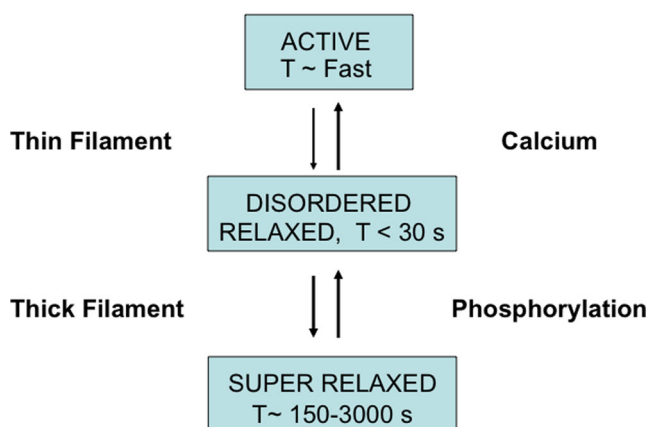 ACTIVE
T ~ Fast
Thin Filament
Calcium
DISORDERED
RELAXED, T < 30 s
Thick Filament
Phosphorylation
SUPER RELAXED
T~ 150-3000 s